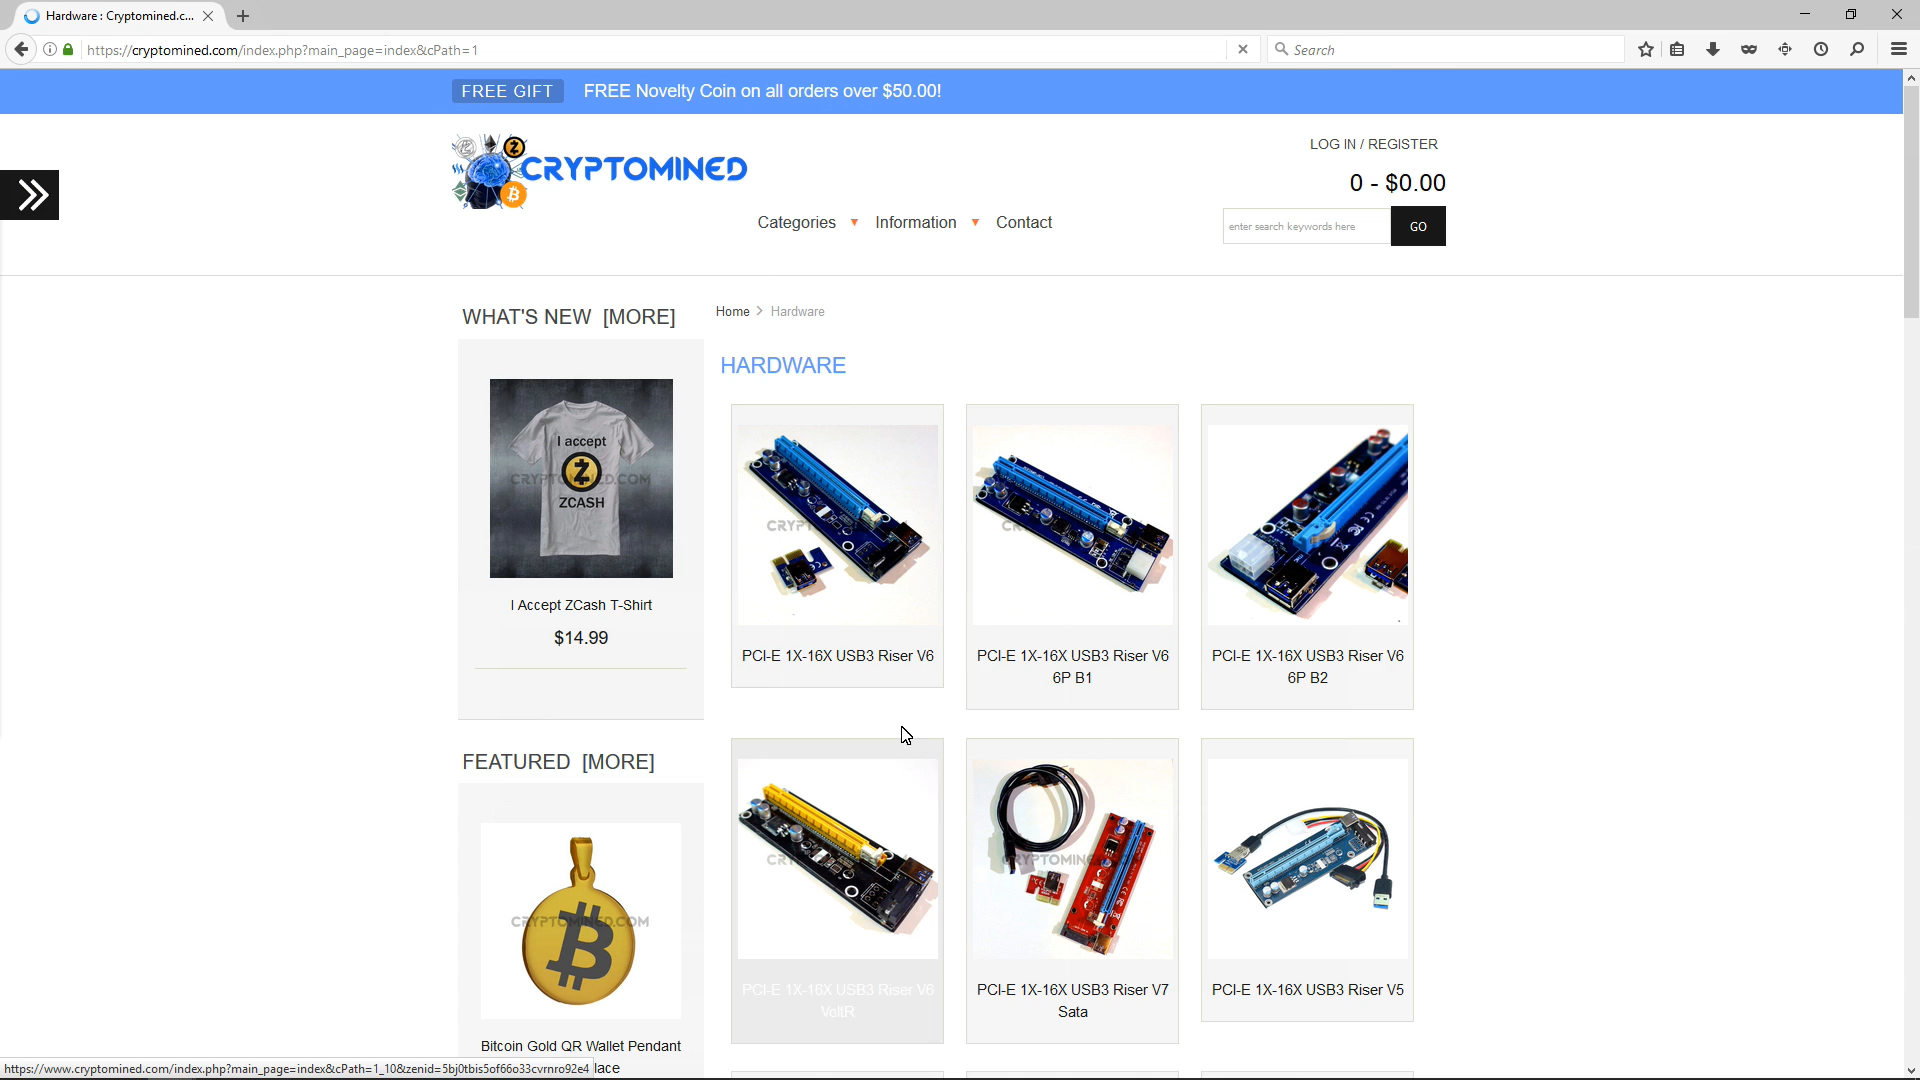 Hardware : Cryptomined.c...
https://cryptomined.com/index.php?main_page=index&cPath=1
Search
FREE GIFT FREE Novelty Coin on all orders over $50.00!
CRYPTOMINED
LOG IN / REGISTER
0 - $0.00
Categories Information Contact
enter search keywords here GO
WHAT'S NEW [MORE]
I accept
ZCASH
CRYPTOMINED.COM
I Accept ZCash T-Shirt
$14.99
FEATURED [MORE]
CRYPTOMINED.COM
Bitcoin Gold QR Wallet Pendant
lace
Home > Hardware
HARDWARE
PCI-E 1X-16X USB3 Riser V6
PCI-E 1X-16X USB3 Riser V6
6P B1
PCI-E 1X-16X USB3 Riser V6
6P B2
PCI-E 1X-16X USB3 Riser V6
VoltR
PCI-E 1X-16X USB3 Riser V7
Sata
PCI-E 1X-16X USB3 Riser V5
https://www.cryptomined.com/index.php?main_page=index&cPath=1_10&zenid=5bj0tbis5of66o33cvrnro92e4